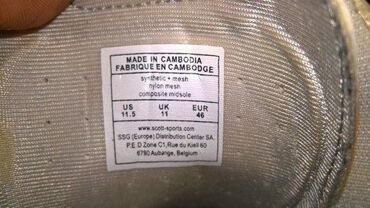 MADE IN CAMBODIA
FABRIQUE EN CAMBODGE
synthetic + mesh
nylon mesh
composite midsole
US UK EUR
11.5 11 46
www.scott-sports.com
SSG (Europe) Distribution Center SA.
P.E D Zone C1, Rue du Kiell 60
6790 Aubange, Belgium